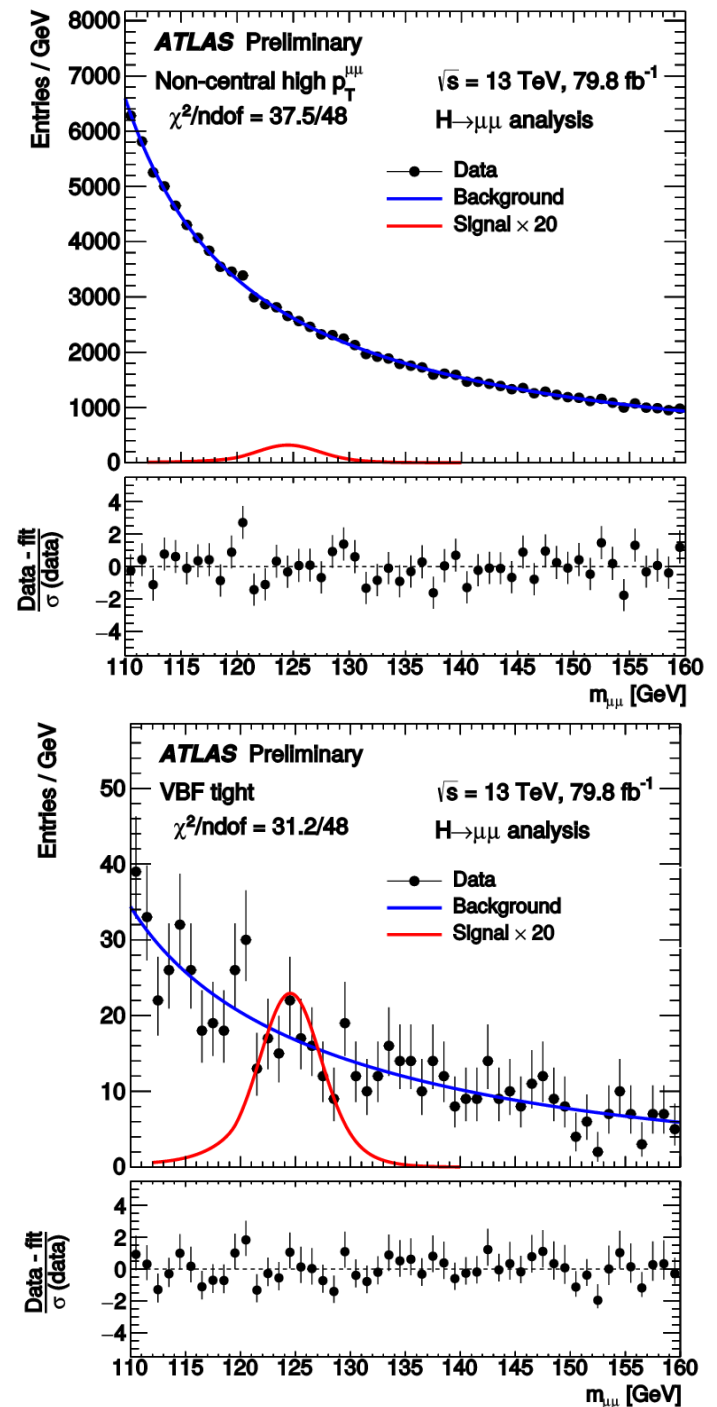 ATLAS Preliminary
Non-central high p_T^μμ
√s = 13 TeV, 79.8 fb⁻¹
χ²/ndof = 37.5/48
H→μμ analysis
Data
Background
Signal × 20
Entries / GeV
8000
7000
6000
5000
4000
3000
2000
1000
0
Data - fit
σ (data)
4
2
0
−2
−4
110 115 120 125 130 135 140 145 150 155 160
m_μμ [GeV]
ATLAS Preliminary
VBF tight
√s = 13 TeV, 79.8 fb⁻¹
χ²/ndof = 31.2/48
H→μμ analysis
Data
Background
Signal × 20
Entries / GeV
50
40
30
20
10
0
Data - fit
σ (data)
4
2
0
−2
−4
110 115 120 125 130 135 140 145 150 155 160
m_μμ [GeV]